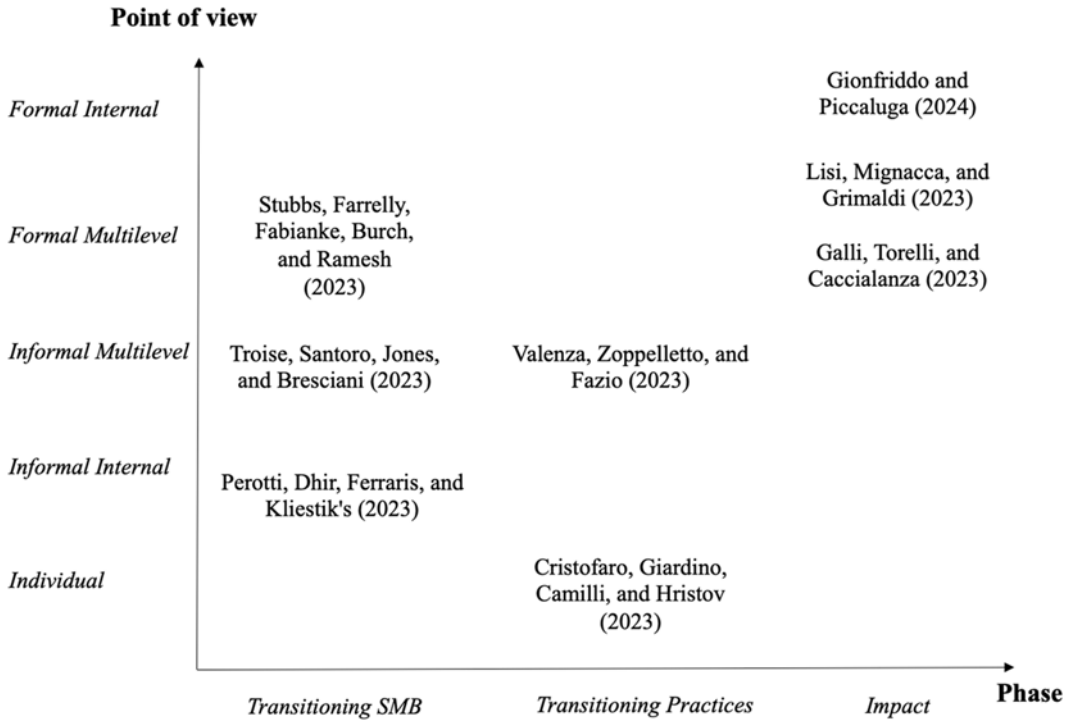 Point of view
Formal Internal
Gionfriddo and
Piccaluga (2024)
Lisi, Mignacca, and
Grimaldi (2023)
Formal Multilevel
Stubbs, Farrelly,
Fabianke, Burch,
and Ramesh
(2023)
Galli, Torelli, and
Caccialanza (2023)
Informal Multilevel
Troise, Santoro, Jones,
and Bresciani (2023)
Valenza, Zoppelletto, and
Fazio (2023)
Informal Internal
Perotti, Dhir, Ferraris, and
Kliestik's (2023)
Individual
Cristofaro, Giardino,
Camilli, and Hristov
(2023)
Transitioning SMB
Transitioning Practices
Impact
Phase